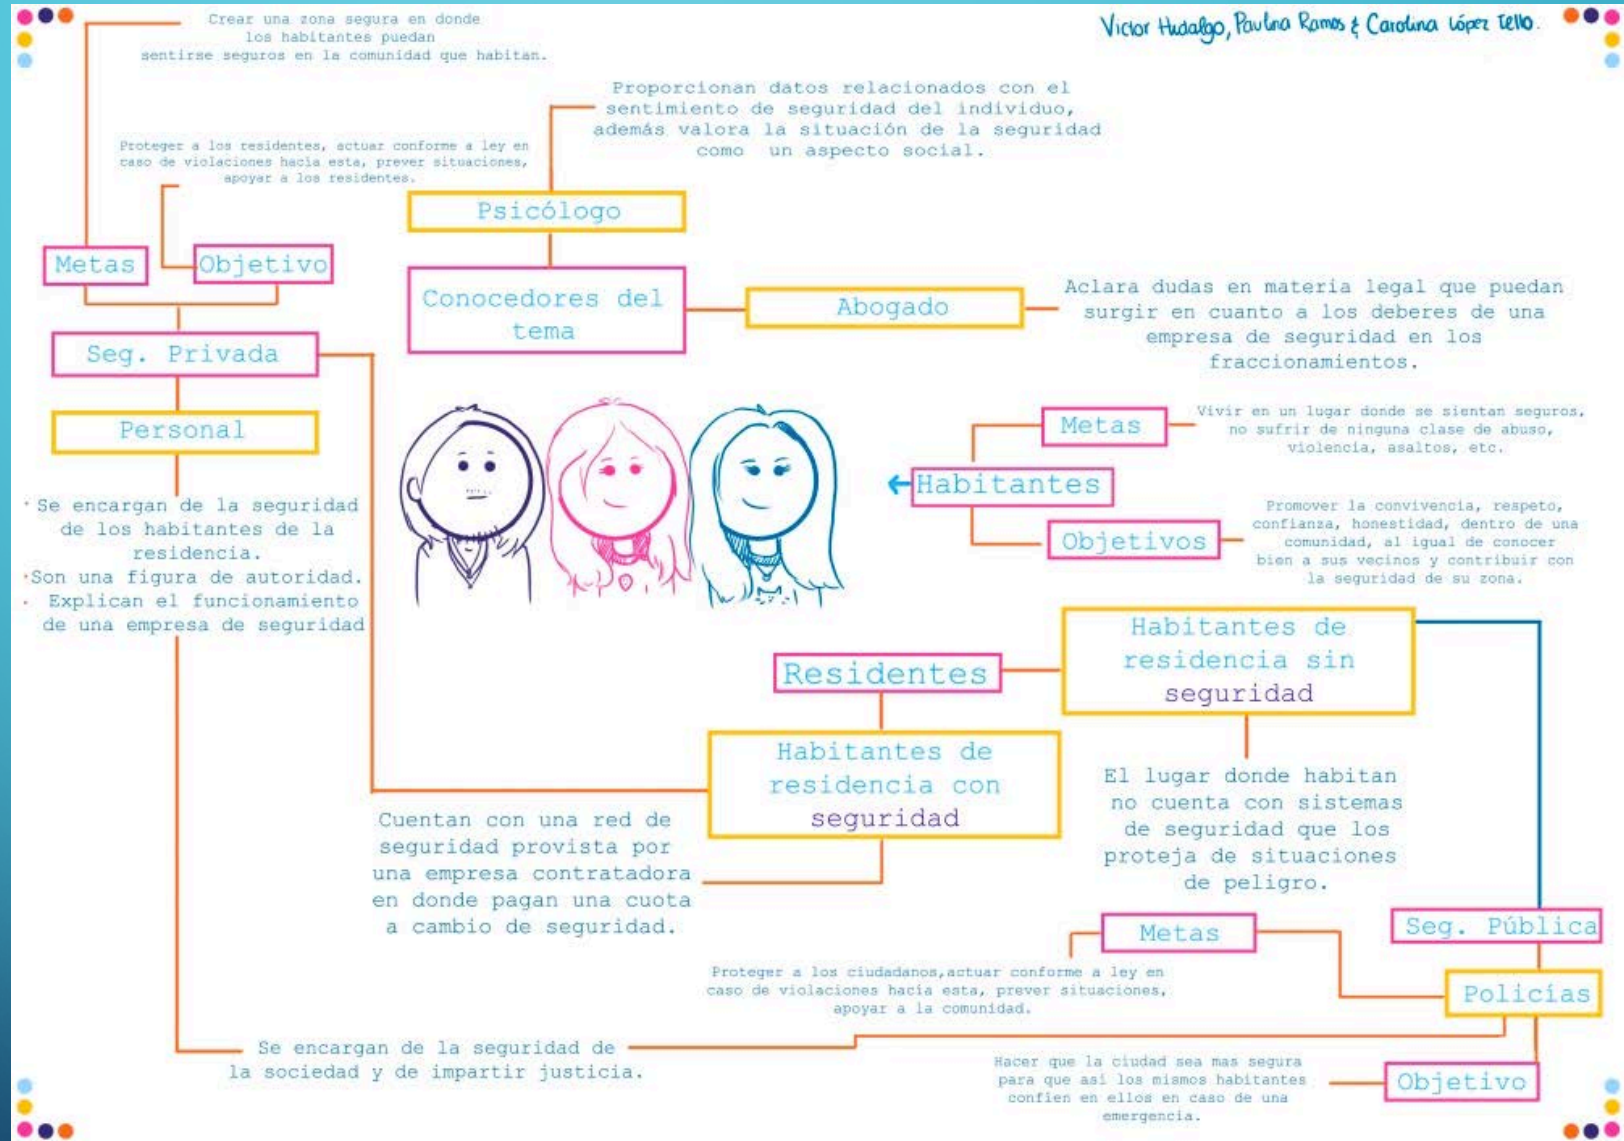 Crear una zona segura en donde
los habitantes puedan
sentirse seguros en la comunidad que habitan.
Victor Hudalgo, Paulina Ramos & Carolina López Tello.
Proporcionan datos relacionados con el
sentimiento de seguridad del individuo,
además valora la situación de la seguridad
como un aspecto social.
Proteger a los residentes, actuar conforme a ley en
caso de violaciones hacia esta, prever situaciones,
apoyar a los residentes.
Psicólogo
Metas
Objetivo
Conocedores del
tema
Abogado
Aclara dudas en materia legal que puedan
surgir en cuanto a los deberes de una
empresa de seguridad en los
fraccionamientos.
Seg. Privada
Personal
· Se encargan de la seguridad
de los habitantes de la
residencia.
·Son una figura de autoridad.
· Explican el funcionamiento
de una empresa de seguridad
Metas
Vivir en un lugar donde se sientan seguros,
no sufrir de ninguna clase de abuso,
violencia, asaltos, etc.
←Habitantes
Objetivos
Promover la convivencia, respeto,
confianza, honestidad, dentro de una
comunidad, al igual de conocer
bien a sus vecinos y contribuir con
la seguridad de su zona.
Residentes
Habitantes de
residencia sin
seguridad
Habitantes de
residencia con
seguridad
El lugar donde habitan
no cuenta con sistemas
de seguridad que los
proteja de situaciones
de peligro.
Cuentan con una red de
seguridad provista por
una empresa contratadora
en donde pagan una cuota
a cambio de seguridad.
Seg. Pública
Metas
Policías
Proteger a los ciudadanos,actuar conforme a ley en
caso de violaciones hacia esta, prever situaciones,
apoyar a la comunidad.
Se encargan de la seguridad de
la sociedad y de impartir justicia.
Hacer que la ciudad sea mas segura
para que así los mismos habitantes
confíen en ellos en caso de una
emergencia.
Objetivo